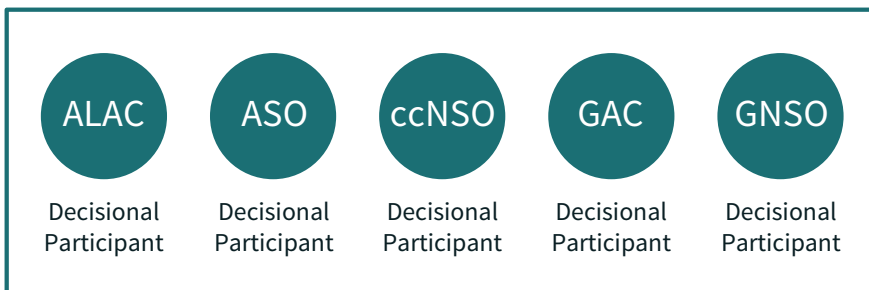 ALAC ASO ccNSO GAC GNSO
Decisional Decisional Decisional Decisional Decisional
Participant Participant Participant Participant Participant